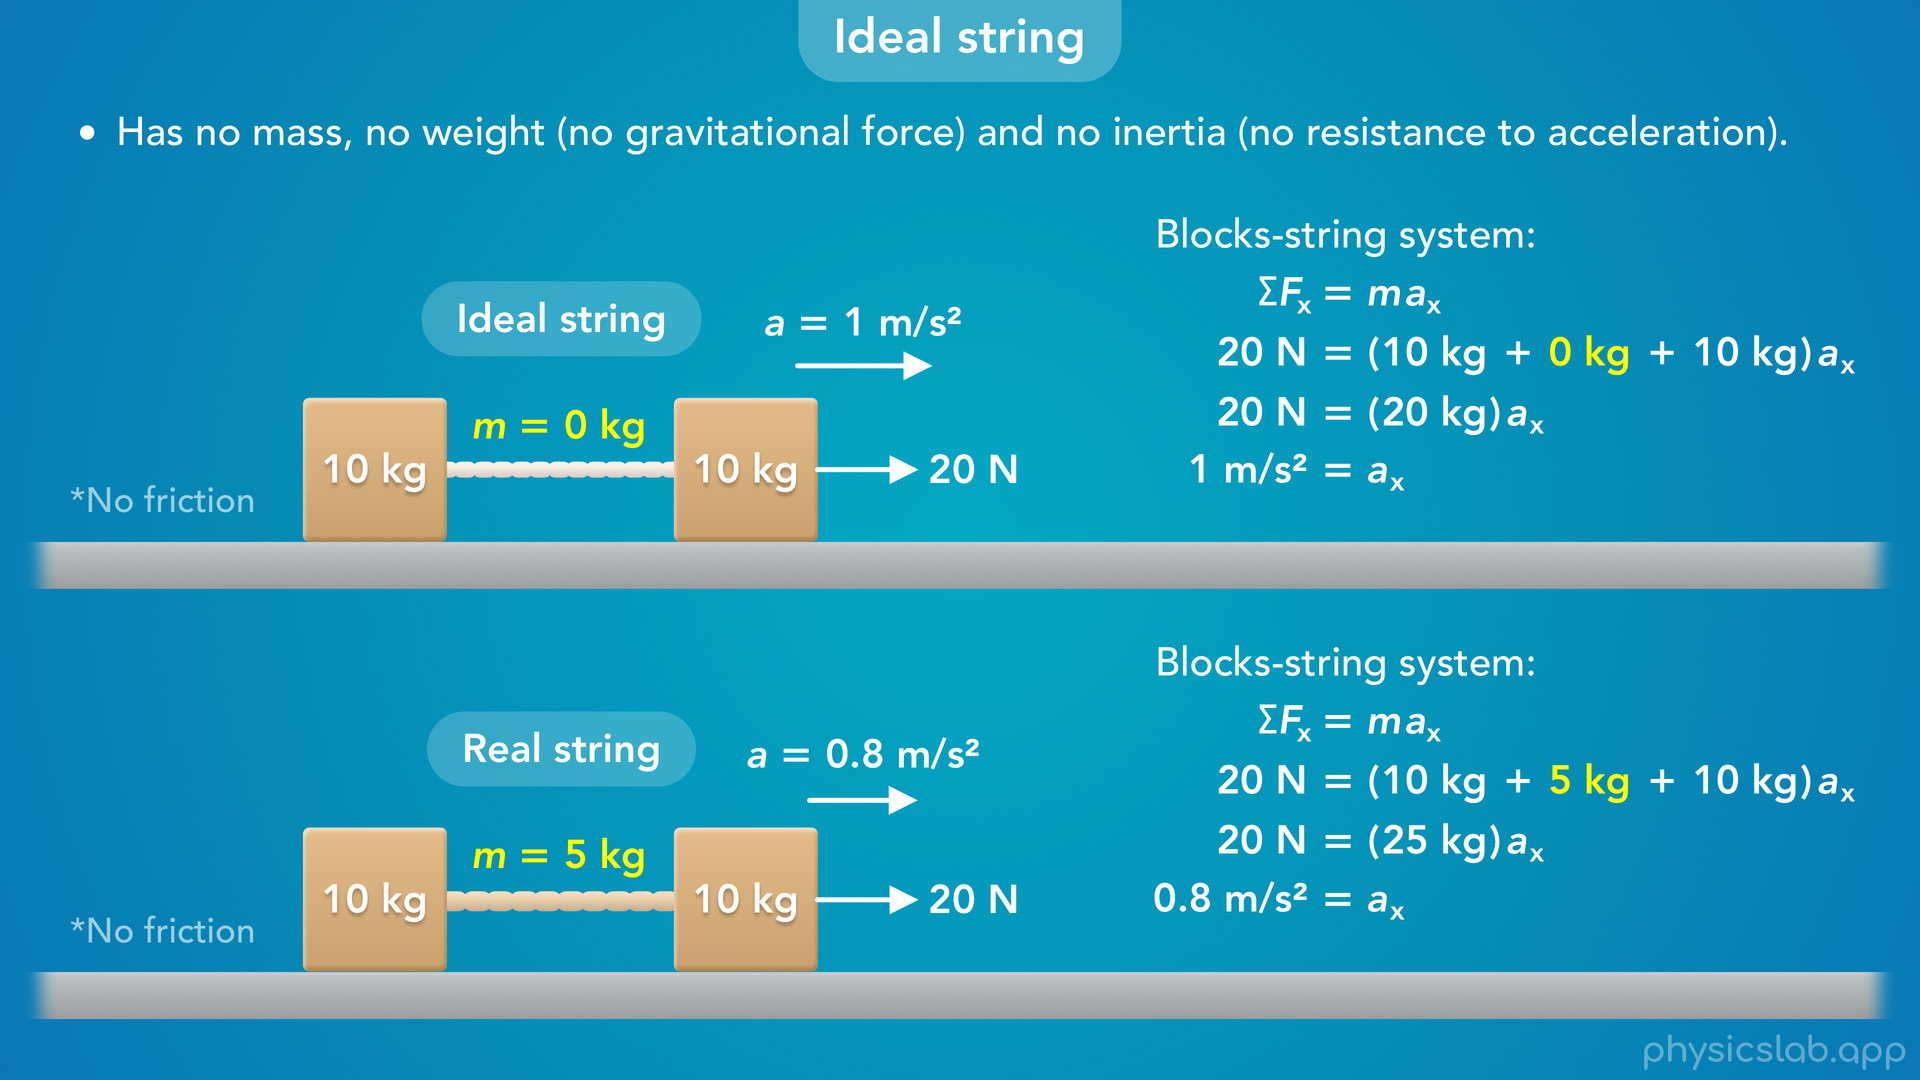 Ideal string
• Has no mass, no weight (no gravitational force) and no inertia (no resistance to acceleration).
Ideal string
a = 1 m/s²
m = 0 kg
10 kg
10 kg
20 N
*No friction
Blocks-string system:
ΣFₓ = maₓ
20 N = (10 kg + 0 kg + 10 kg)aₓ
20 N = (20 kg)aₓ
1 m/s² = aₓ
Real string
a = 0.8 m/s²
m = 5 kg
10 kg
10 kg
20 N
*No friction
Blocks-string system:
ΣFₓ = maₓ
20 N = (10 kg + 5 kg + 10 kg)aₓ
20 N = (25 kg)aₓ
0.8 m/s² = aₓ
physicslab.app